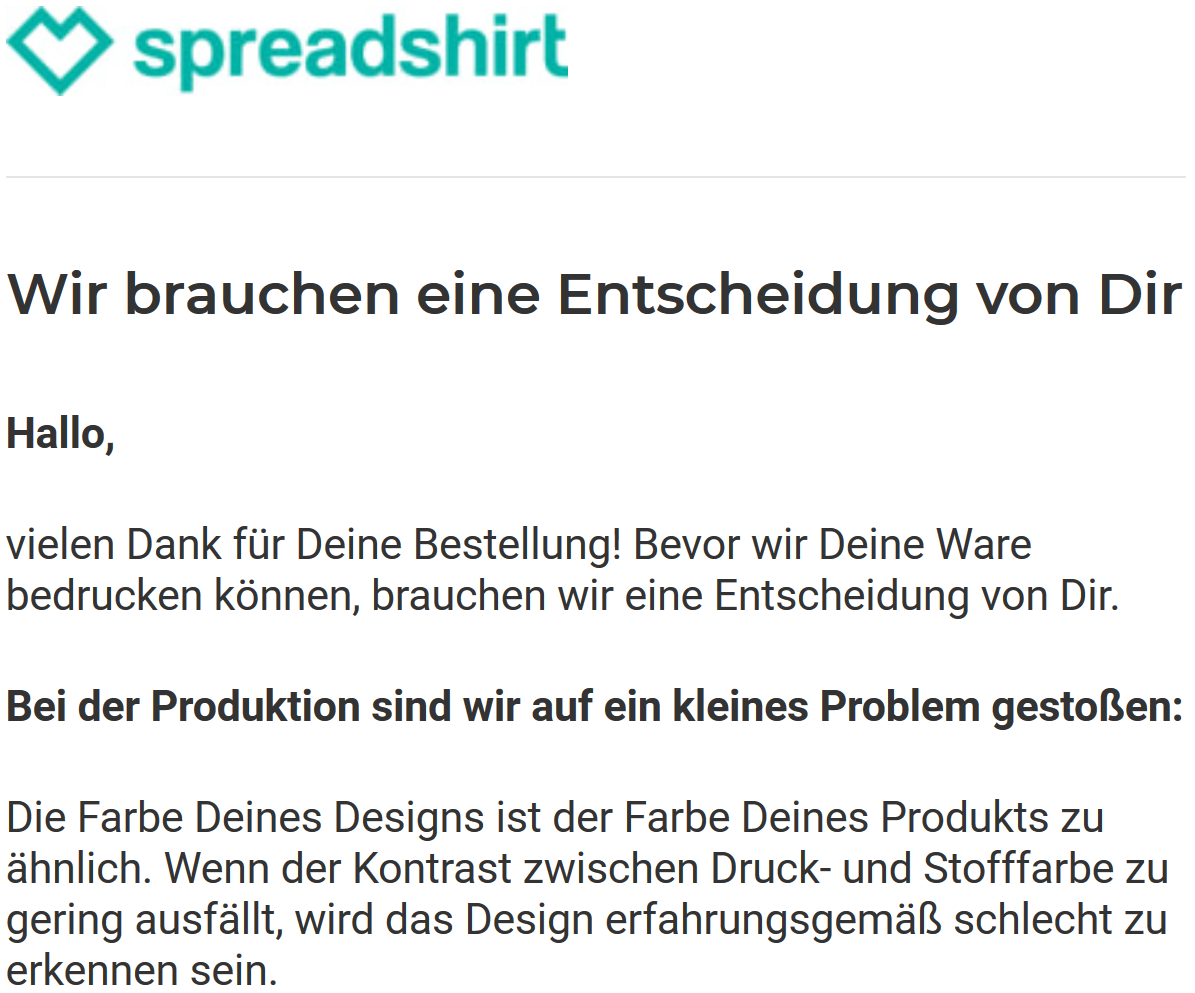 spreadshirt
Wir brauchen eine Entscheidung von Dir
Hallo,
vielen Dank für Deine Bestellung! Bevor wir Deine Ware
bedrucken können, brauchen wir eine Entscheidung von Dir.
Bei der Produktion sind wir auf ein kleines Problem gestoßen:
Die Farbe Deines Designs ist der Farbe Deines Produkts zu
ähnlich. Wenn der Kontrast zwischen Druck- und Stofffarbe zu
gering ausfällt, wird das Design erfahrungsgemäß schlecht zu
erkennen sein.